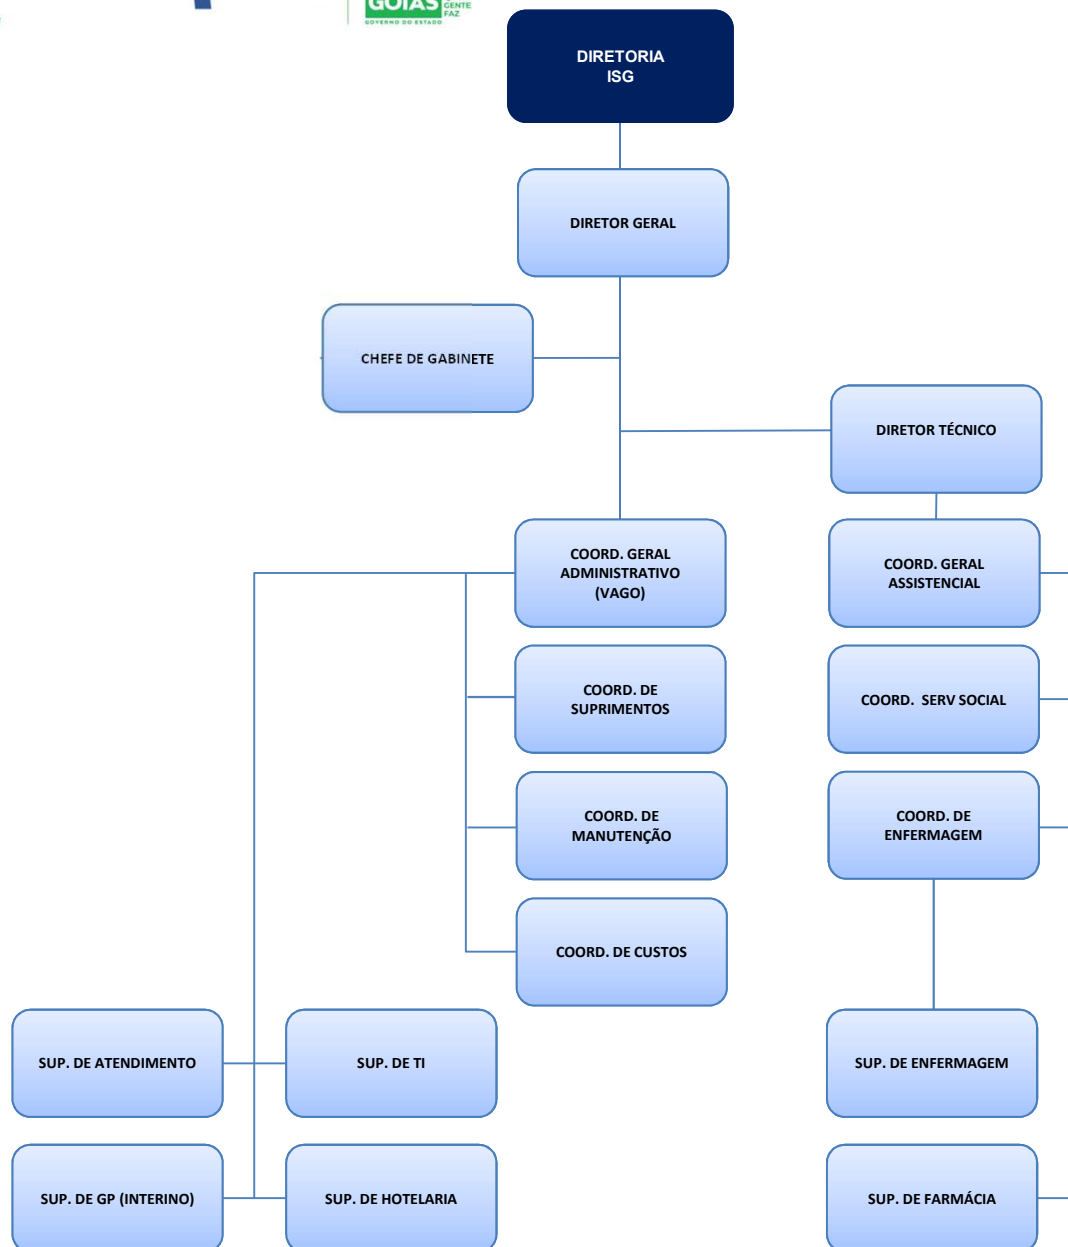 GOIÁS
GOVERNO DO ESTADO
GENTE
FAZ
DIRETORIA
ISG
DIRETOR GERAL
CHEFE DE GABINETE
DIRETOR TÉCNICO
COORD. GERAL
ADMINISTRATIVO
(VAGO)
COORD. GERAL
ASSISTENCIAL
COORD. DE
SUPRIMENTOS
COORD. SERV SOCIAL
COORD. DE
MANUTENÇÃO
COORD. DE
ENFERMAGEM
COORD. DE CUSTOS
SUP. DE ATENDIMENTO
SUP. DE TI
SUP. DE ENFERMAGEM
SUP. DE GP (INTERINO)
SUP. DE HOTELARIA
SUP. DE FARMÁCIA